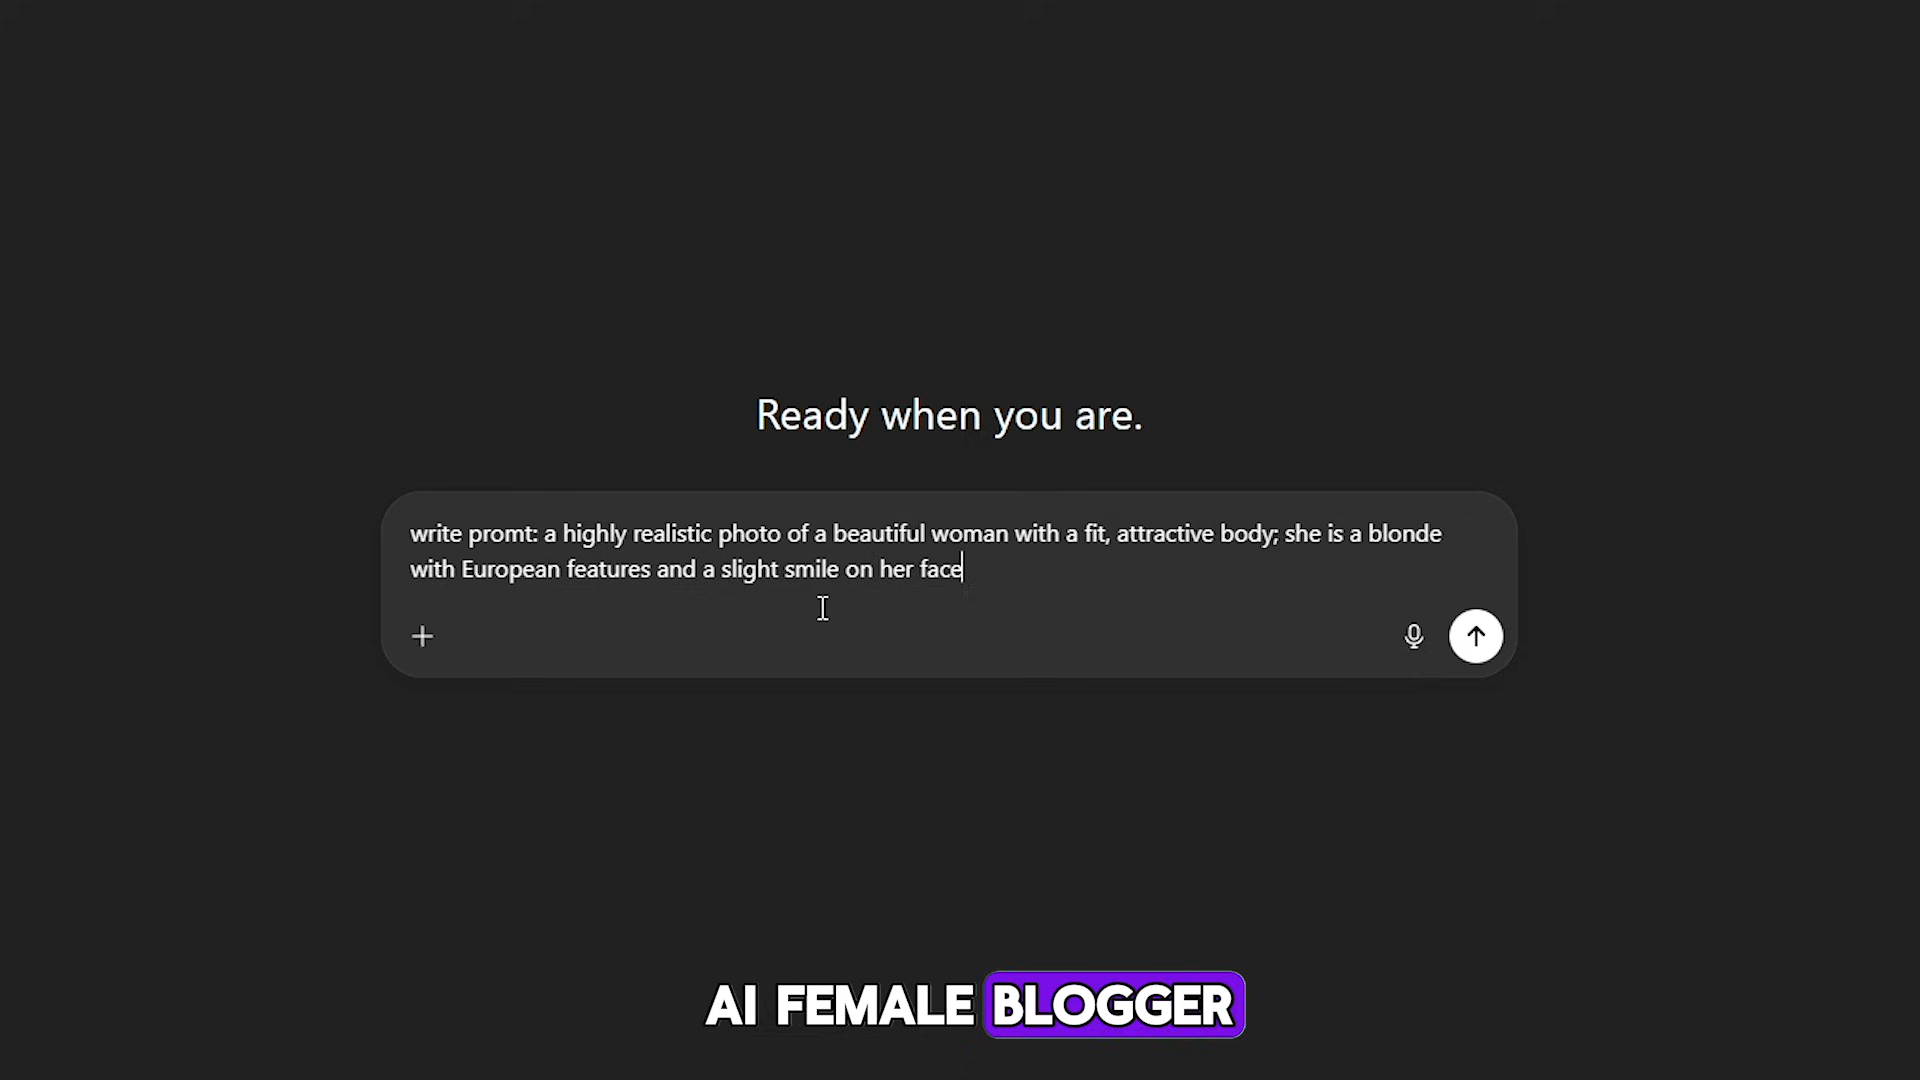 Ready when you are.
write promt: a highly realistic photo of a beautiful woman with a fit, attractive body; she is a blonde
with European features and a slight smile on her face
AI FEMALE BLOGGER